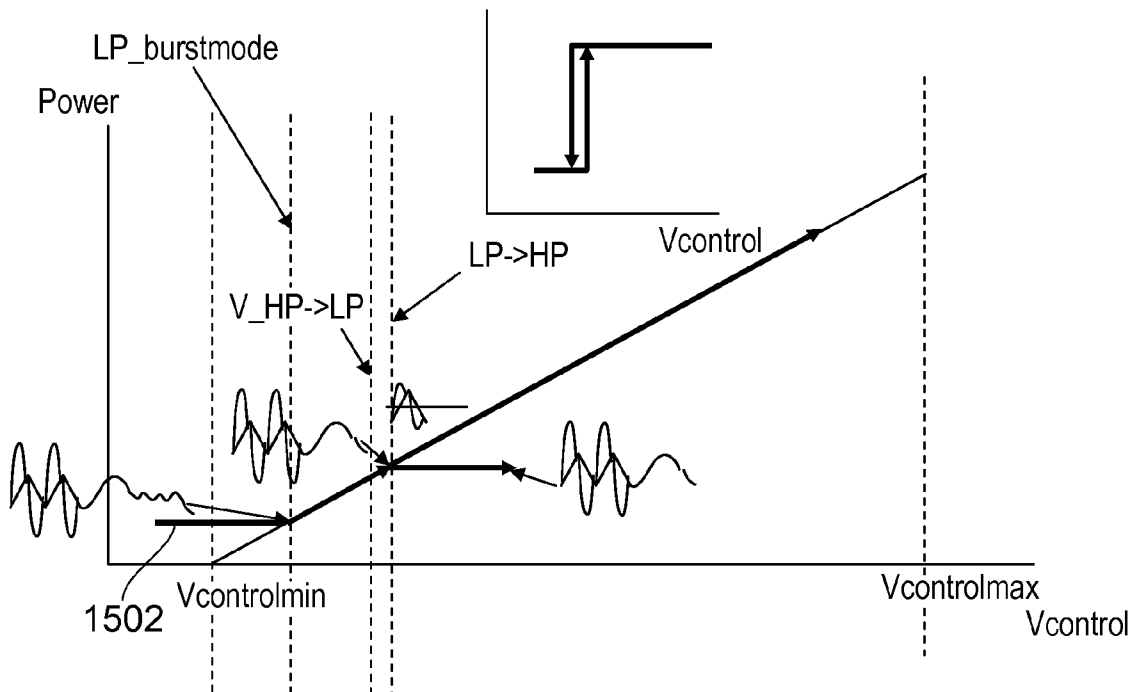 LP_burstmode
Power
Vcontrol
LP->HP
V_HP->LP
Vcontrolmin
Vcontrolmax
1502
Vcontrol